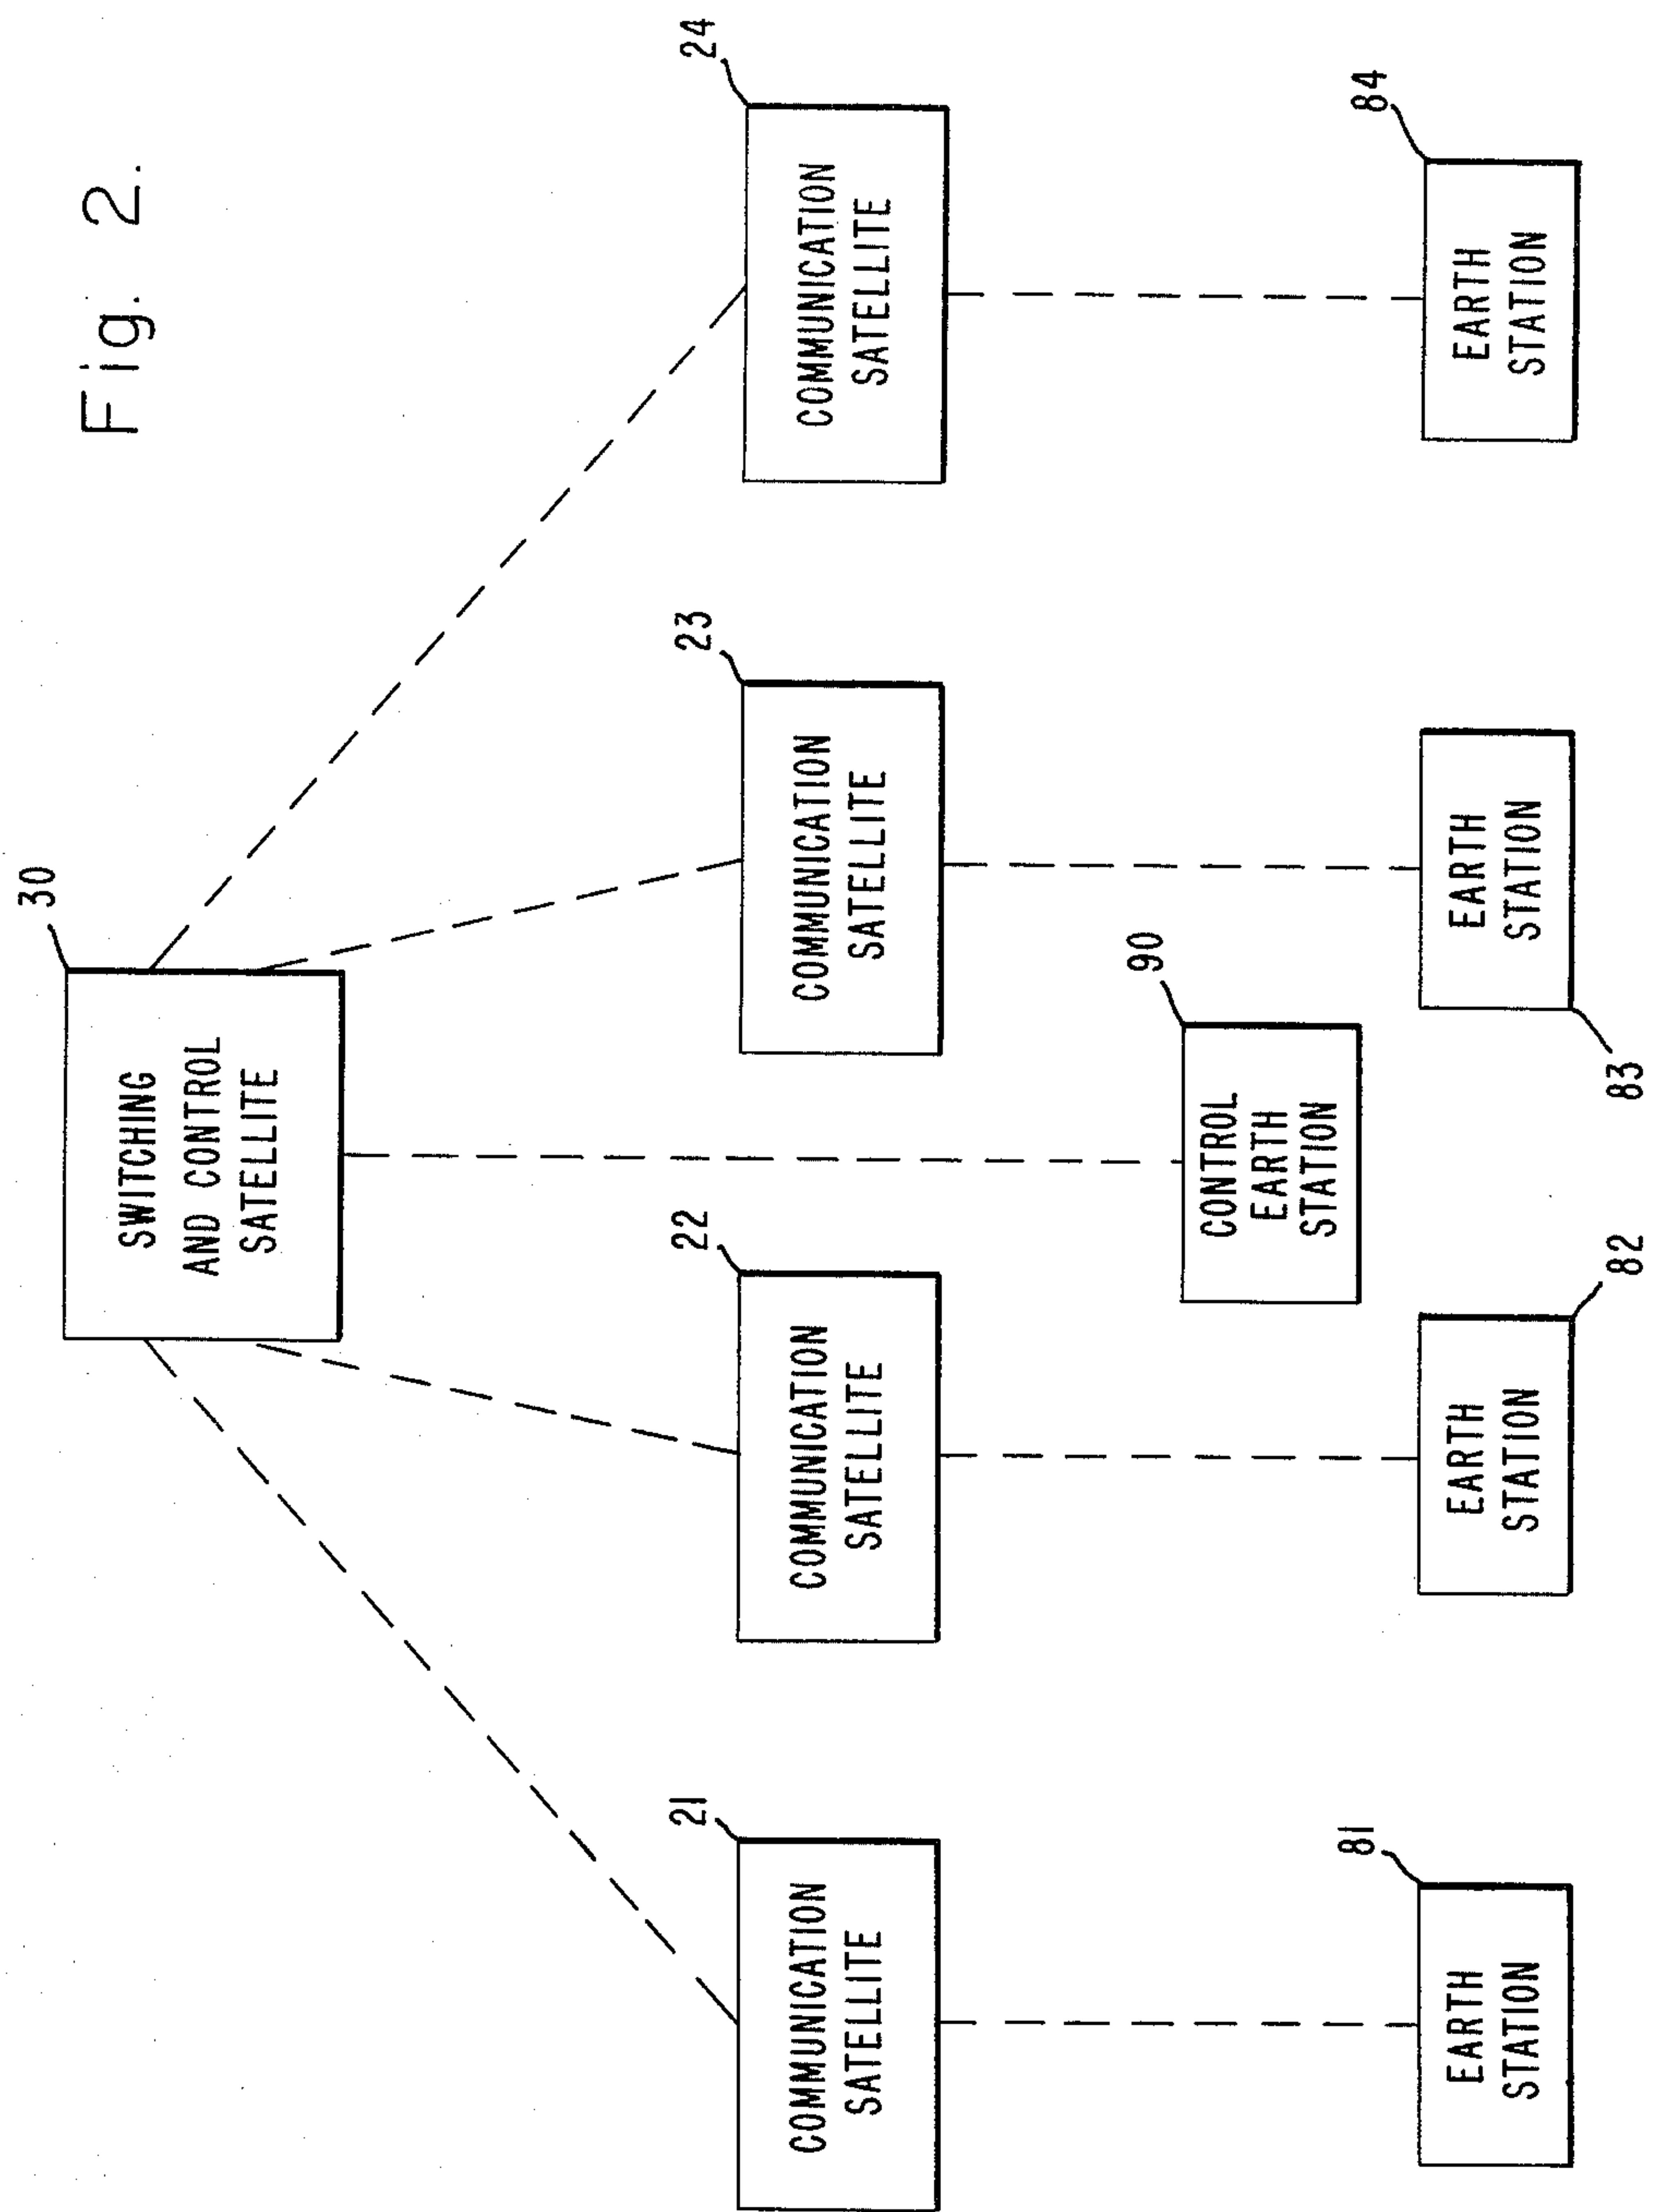 Fig. 2.
30
SWITCHING
AND CONTROL
SATELLITE
21
COMMUNICATION
SATELLITE
22
COMMUNICATION
SATELLITE
23
COMMUNICATION
SATELLITE
24
COMMUNICATION
SATELLITE
90
CONTROL
EARTH
STATION
81
EARTH
STATION
82
EARTH
STATION
83
EARTH
STATION
84
EARTH
STATION